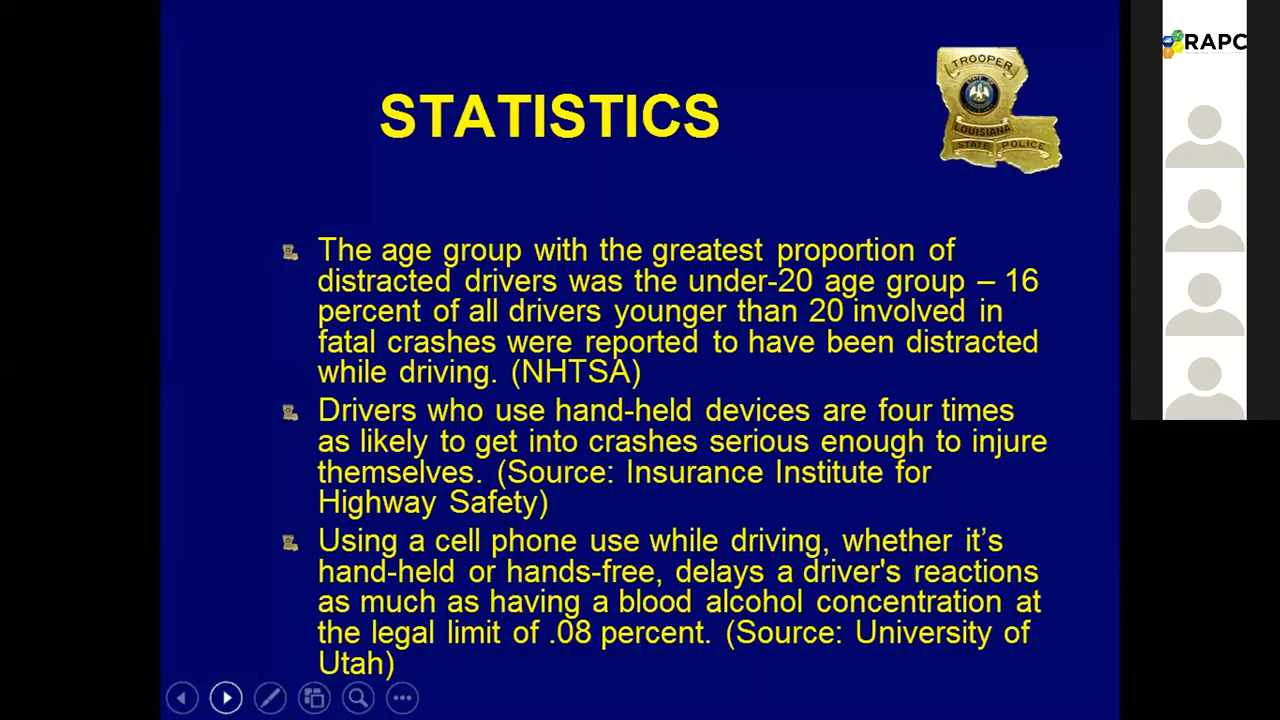 STATISTICS
TROOPER
LOUISIANA
STATE POLICE
RAPC
The age group with the greatest proportion of
distracted drivers was the under-20 age group – 16
percent of all drivers younger than 20 involved in
fatal crashes were reported to have been distracted
while driving. (NHTSA)
Drivers who use hand-held devices are four times
as likely to get into crashes serious enough to injure
themselves. (Source: Insurance Institute for
Highway Safety)
Using a cell phone use while driving, whether it’s
hand-held or hands-free, delays a driver's reactions
as much as having a blood alcohol concentration at
the legal limit of .08 percent. (Source: University of
Utah)